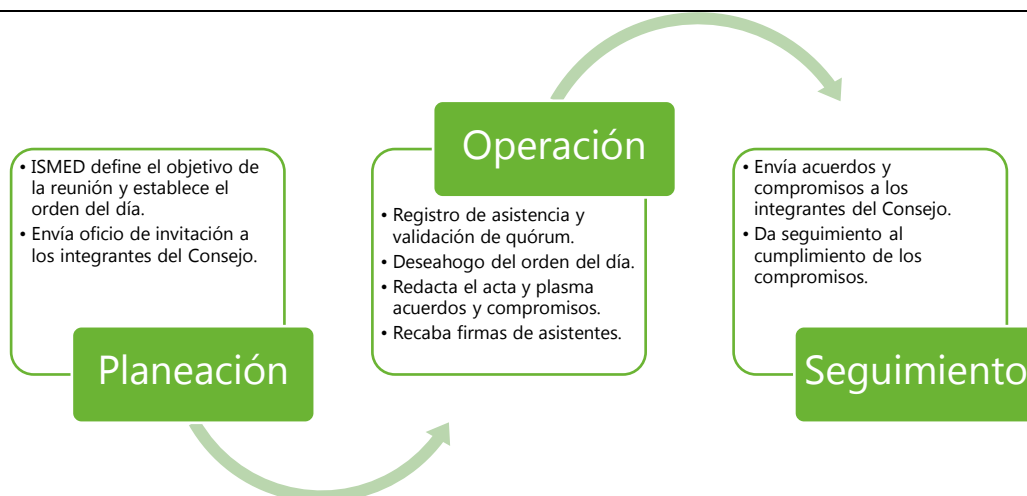 • ISMED define el objetivo de
la reunión y establece el
orden del día.
• Envía oficio de invitación a
los integrantes del Consejo.
Planeación
Operación
• Registro de asistencia y
validación de quórum.
• Deseahogo del orden del día.
• Redacta el acta y plasma
acuerdos y compromisos.
• Recaba firmas de asistentes.
• Envía acuerdos y
compromisos a los
integrantes del Consejo.
• Da seguimiento al
cumplimiento de los
compromisos.
Seguimiento